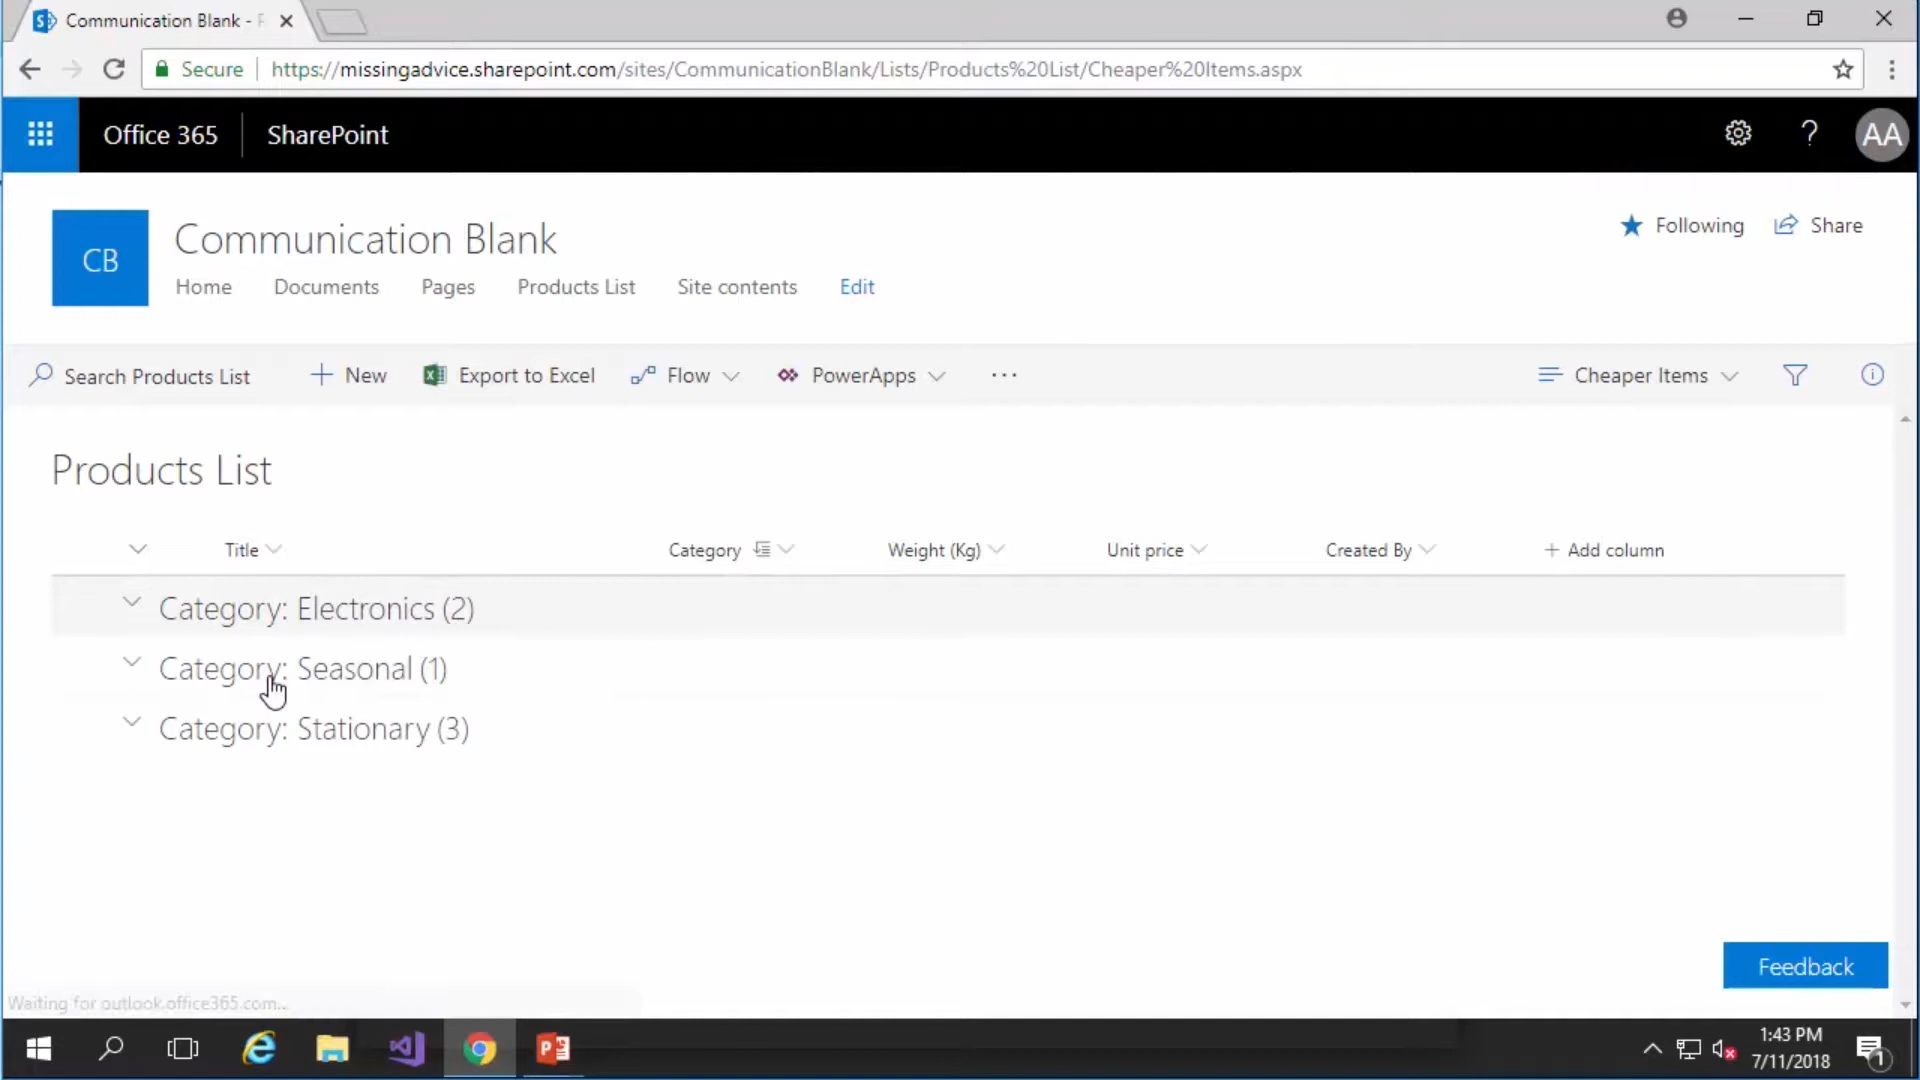 Communication Blank -
Secure
https://missingadvice.sharepoint.com/sites/CommunicationBlank/Lists/Products%20List/Cheaper%20Items.aspx
Office 365
SharePoint
?
AA
CB
Communication Blank
Following
Share
Home
Documents
Pages
Products List
Site contents
Edit
Search Products List
New
Export to Excel
Flow
PowerApps
...
Cheaper Items
Products List
Title
Category
Weight (Kg)
Unit price
Created By
+ Add column
Category: Electronics (2)
Category: Seasonal (1)
Category: Stationary (3)
Feedback
Waiting for outlook.office365.com...
1:43 PM
7/11/2018
1